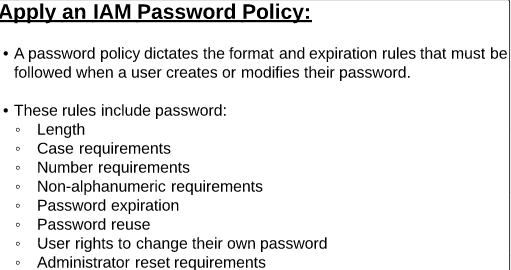 Apply an IAM Password Policy:
• A password policy dictates the format and expiration rules that must be
followed when a user creates or modifies their password.
• These rules include password:
◦ Length
◦ Case requirements
◦ Number requirements
◦ Non-alphanumeric requirements
◦ Password expiration
◦ Password reuse
◦ User rights to change their own password
◦ Administrator reset requirements